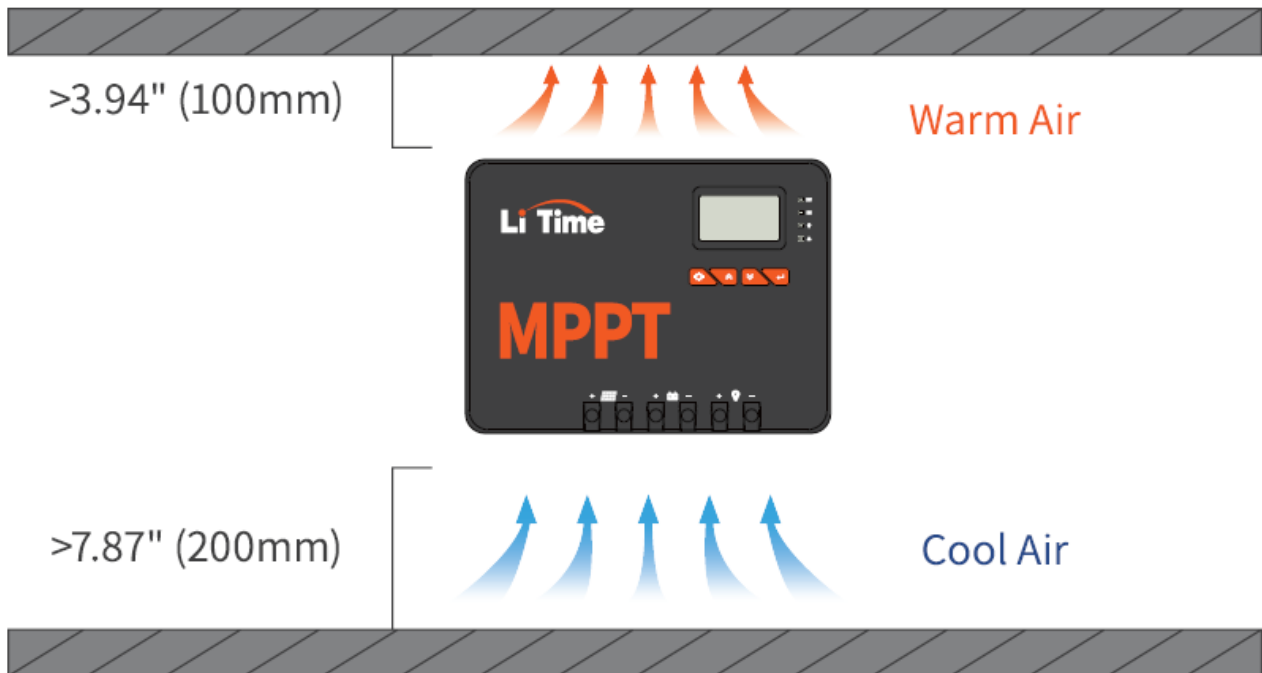 >3.94" (100mm)
Warm Air
Li Time
MPPT
+ - + - + -
>7.87" (200mm)
Cool Air